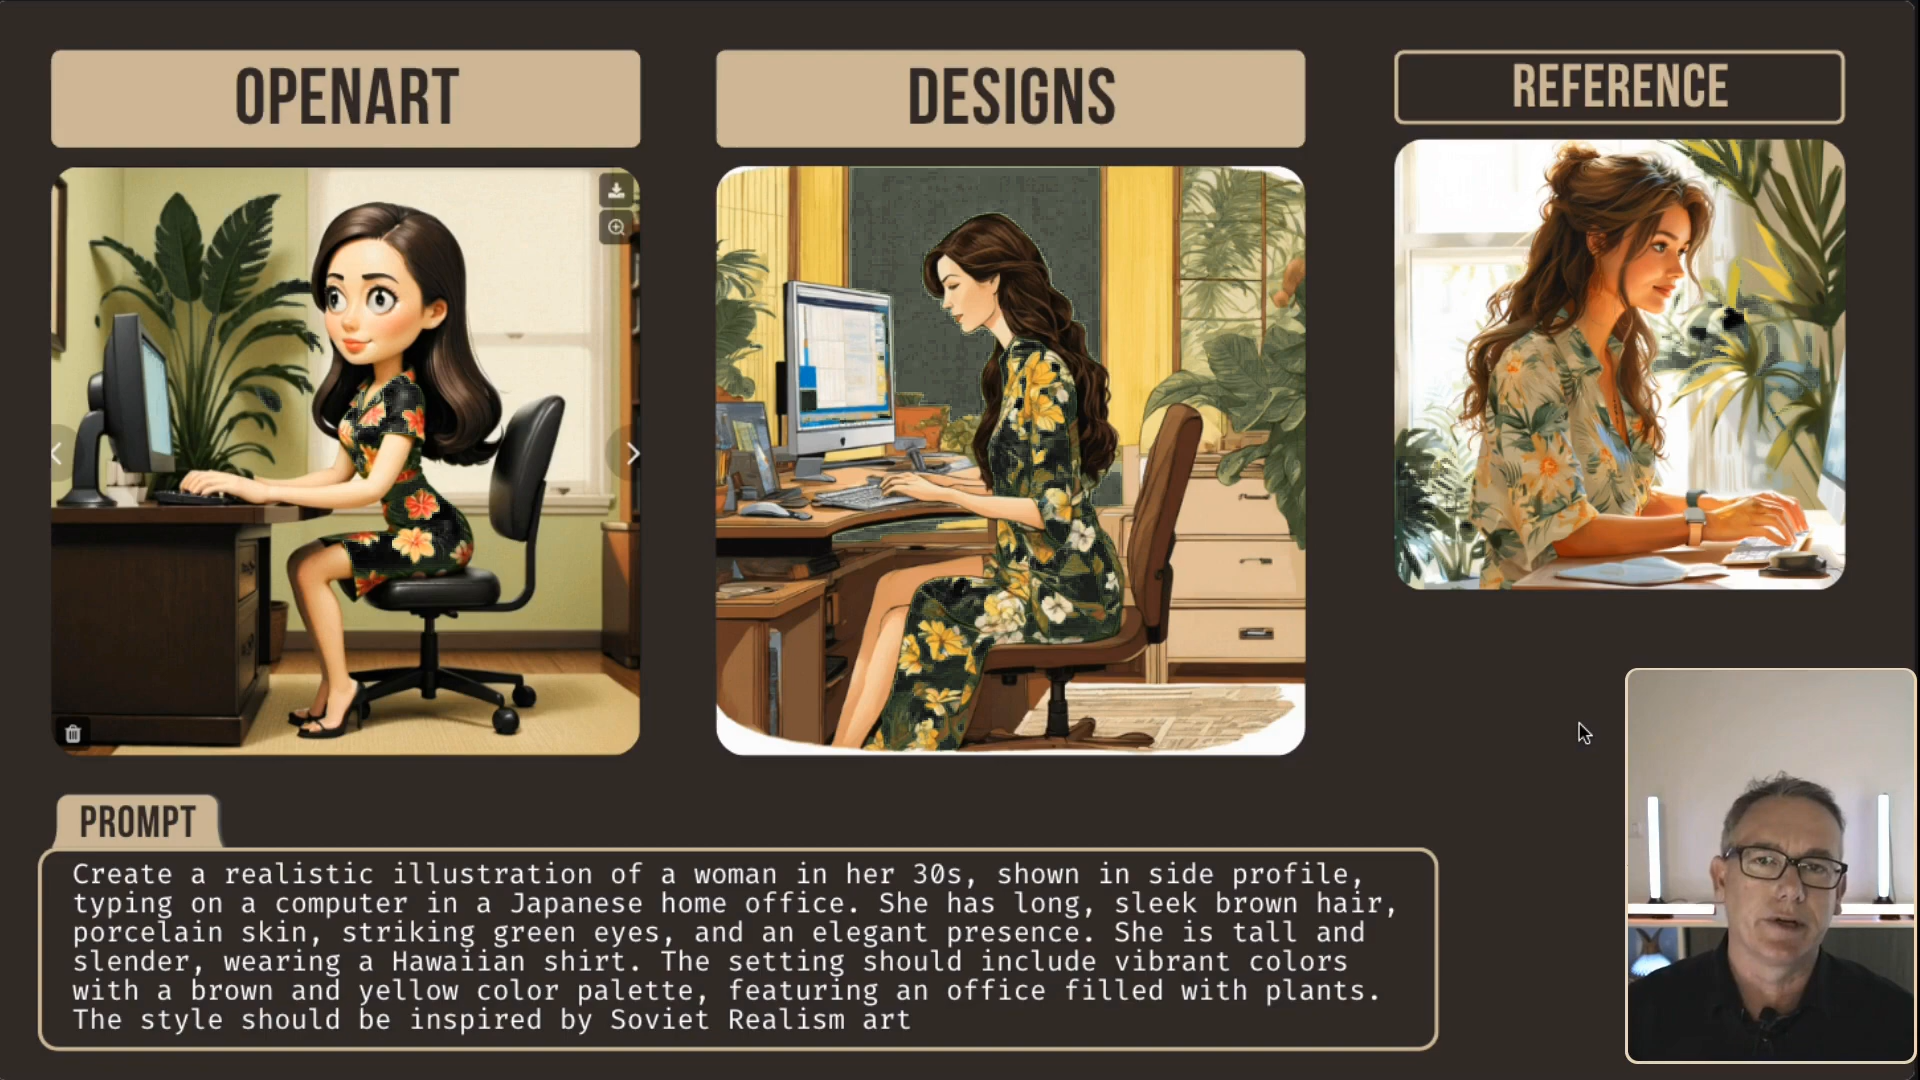 OPENART
DESIGNS
REFERENCE
PROMPT
Create a realistic illustration of a woman in her 30s, shown in side profile,
typing on a computer in a Japanese home office. She has long, sleek brown hair,
porcelain skin, striking green eyes, and an elegant presence. She is tall and
slender, wearing a Hawaiian shirt. The setting should include vibrant colors
with a brown and yellow color palette, featuring an office filled with plants.
The style should be inspired by Soviet Realism art